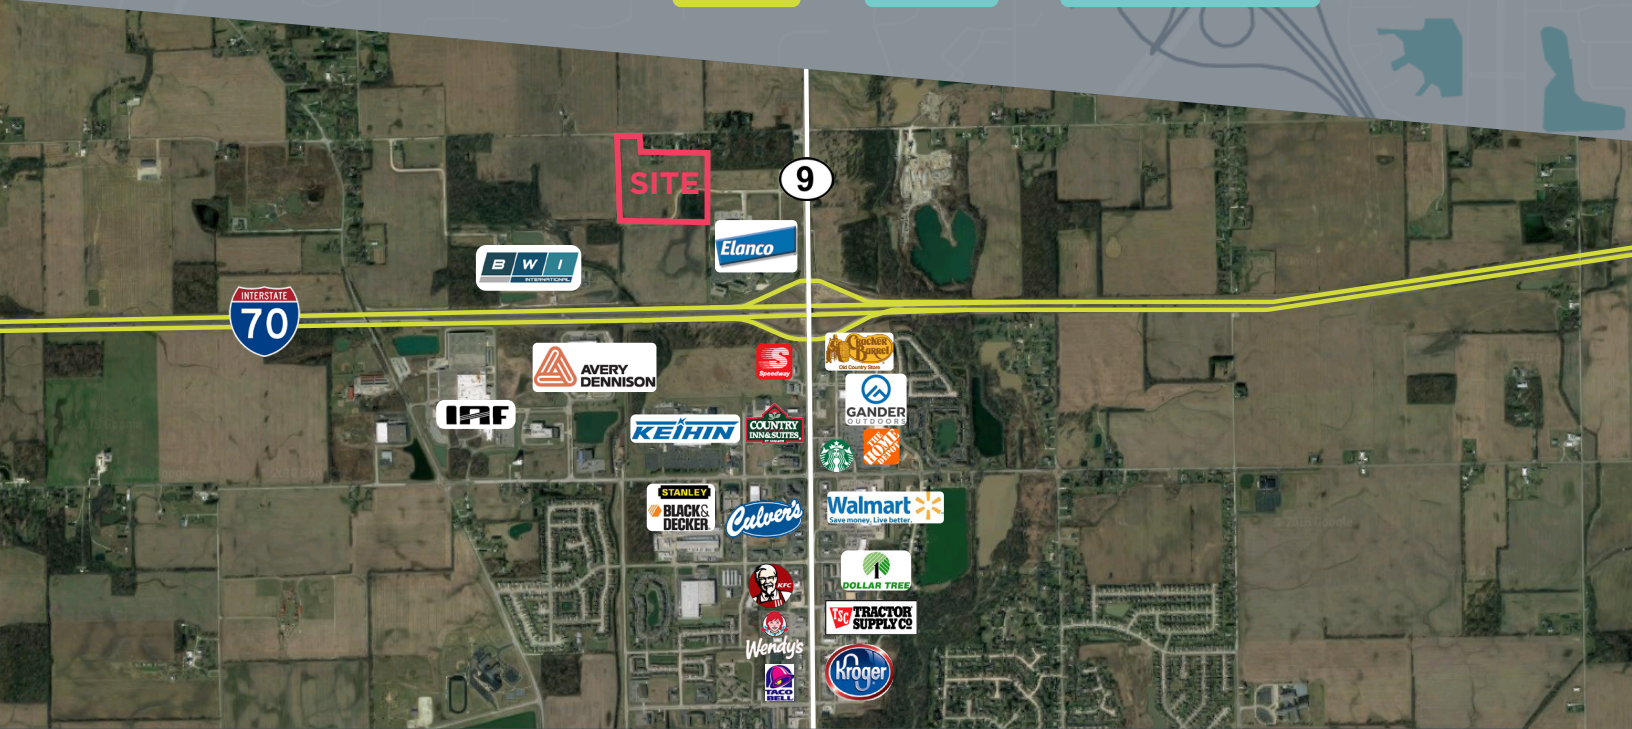 SITE
9
Elanco
BWI
INTERNATIONAL
INTERSTATE
70
Speedway
Cracker
Barrel
Old Country Store
AVERY
DENNISON
GANDER
OUTDOORS
IAF
KEIHIN
COUNTRY
INN & SUITES
THE
HOME
DEPOT
STANLEY
BLACK&
DECKER
Culver's
Walmart
Save money. Live better.
KFC
1
DOLLAR TREE
TSC
TRACTOR
SUPPLY CO
Wendy's
Kroger
TACO
BELL